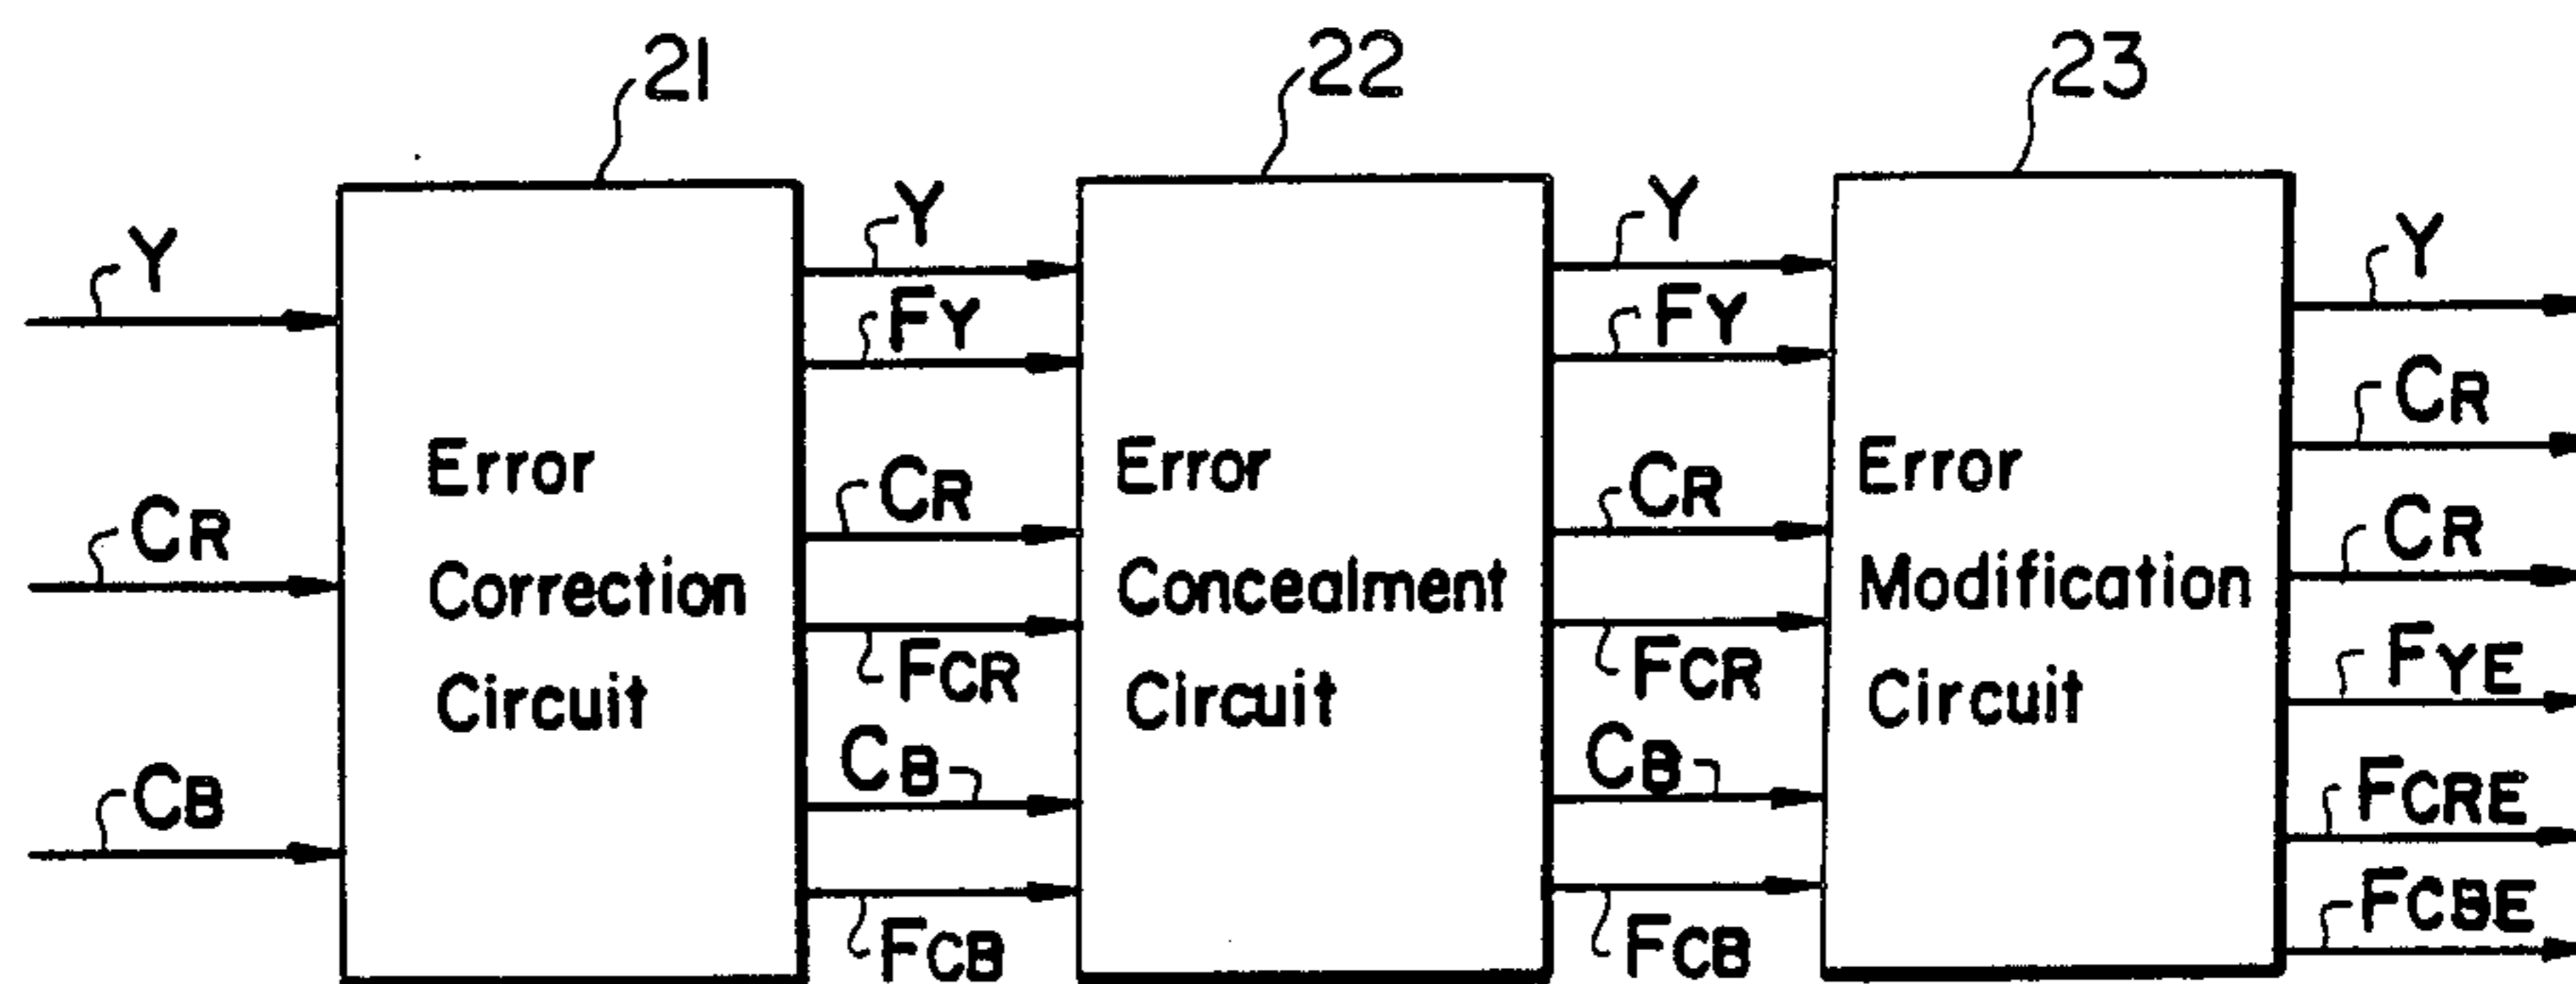 21
22
23
Y
CR
CB
Error
Correction
Circuit
Y
FY
CR
FCR
CB
FCB
Error
Concealment
Circuit
Y
FY
CR
FCR
CB
FCB
Error
Modification
Circuit
Y
CR
CR
FYE
FCRE
FCBE